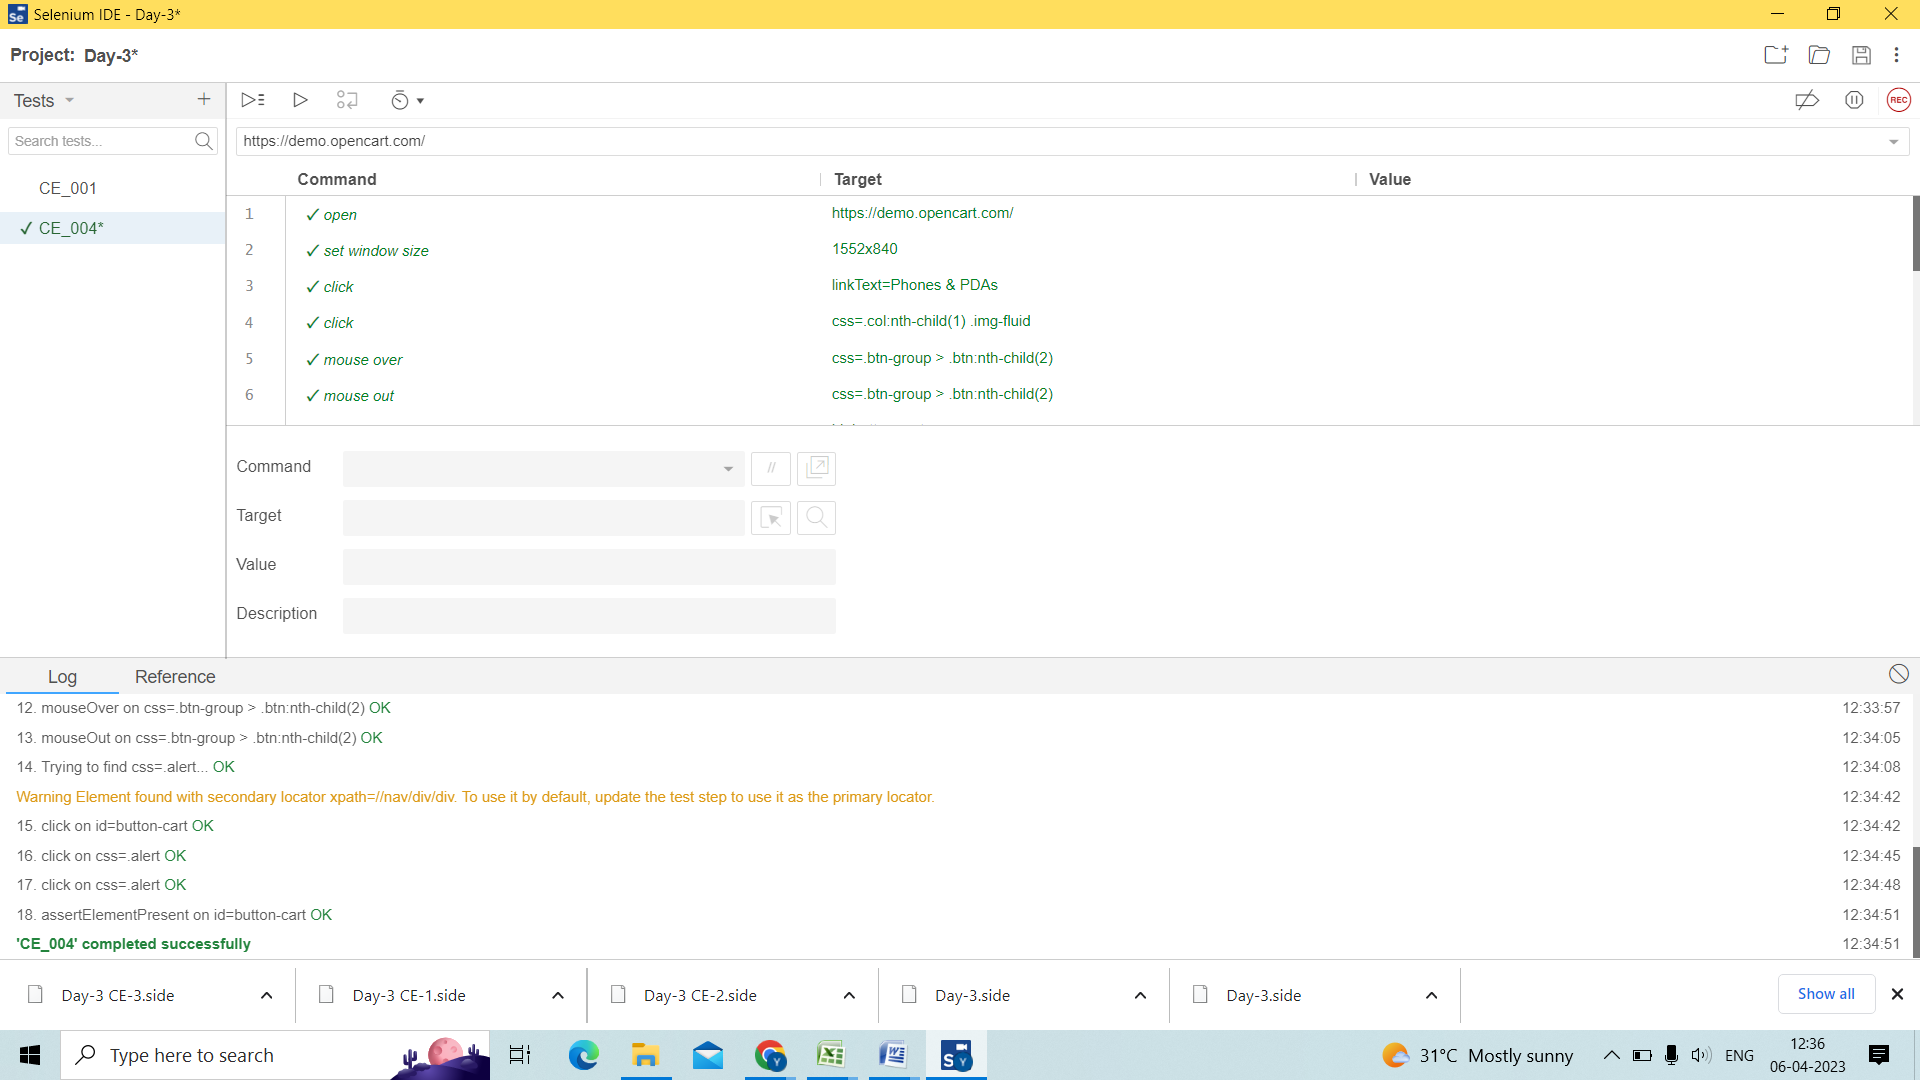 Selenium IDE - Day-3*
Project: Day-3*
Tests
Search tests...
CE_001
✓ CE_004*
https://demo.opencart.com/
Command Target Value
1 ✓ open https://demo.opencart.com/
2 ✓ set window size 1552x840
3 ✓ click linkText=Phones & PDAs
4 ✓ click css=.col:nth-child(1) .img-fluid
5 ✓ mouse over css=.btn-group > .btn:nth-child(2)
6 ✓ mouse out css=.btn-group > .btn:nth-child(2)
REC
Command //
Target
Value
Description
Log Reference
12. mouseOver on css=.btn-group > .btn:nth-child(2) OK 12:33:57
13. mouseOut on css=.btn-group > .btn:nth-child(2) OK 12:34:05
14. Trying to find css=.alert... OK 12:34:08
Warning Element found with secondary locator xpath=//nav/div/div. To use it by default, update the test step to use it as the primary locator. 12:34:42
15. click on id=button-cart OK 12:34:42
16. click on css=.alert OK 12:34:45
17. click on css=.alert OK 12:34:48
18. assertElementPresent on id=button-cart OK 12:34:51
'CE_004' completed successfully 12:34:51
Day-3 CE-3.side Day-3 CE-1.side Day-3 CE-2.side Day-3.side Day-3.side Show all
Type here to search 31°C Mostly sunny ENG 12:36
06-04-2023